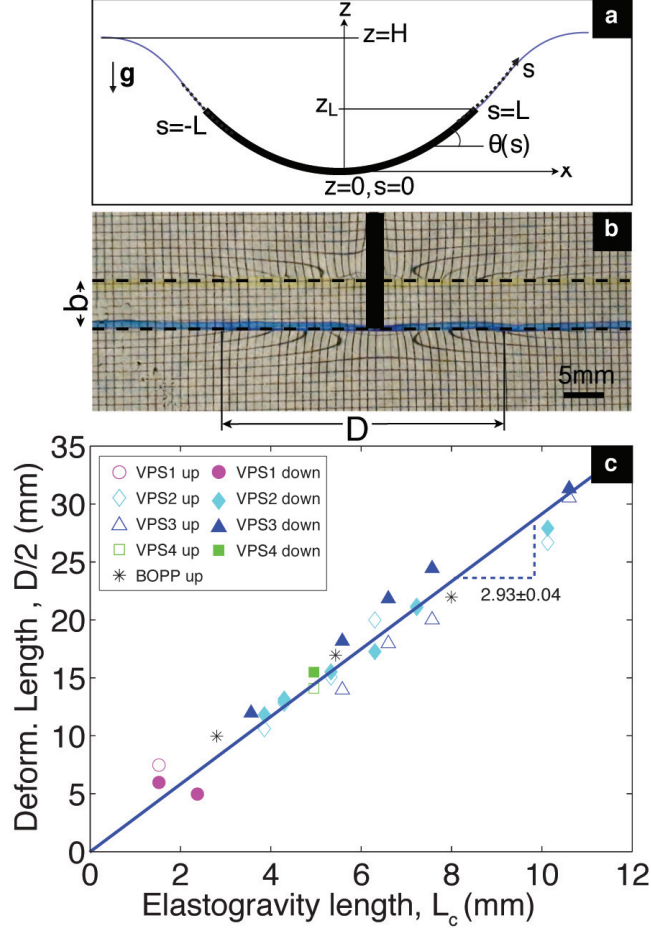 a
z
z=H
g
s
z_L
s=L
s=-L
θ(s)
x
z=0,s=0
b
b
5mm
D
c
35
30
25
20
15
10
5
0
Deform. Length , D/2 (mm)
VPS1 up
VPS1 down
VPS2 up
VPS2 down
VPS3 up
VPS3 down
VPS4 up
VPS4 down
BOPP up
2.93±0.04
0 2 4 6 8 10 12
Elastogravity length, L_c (mm)